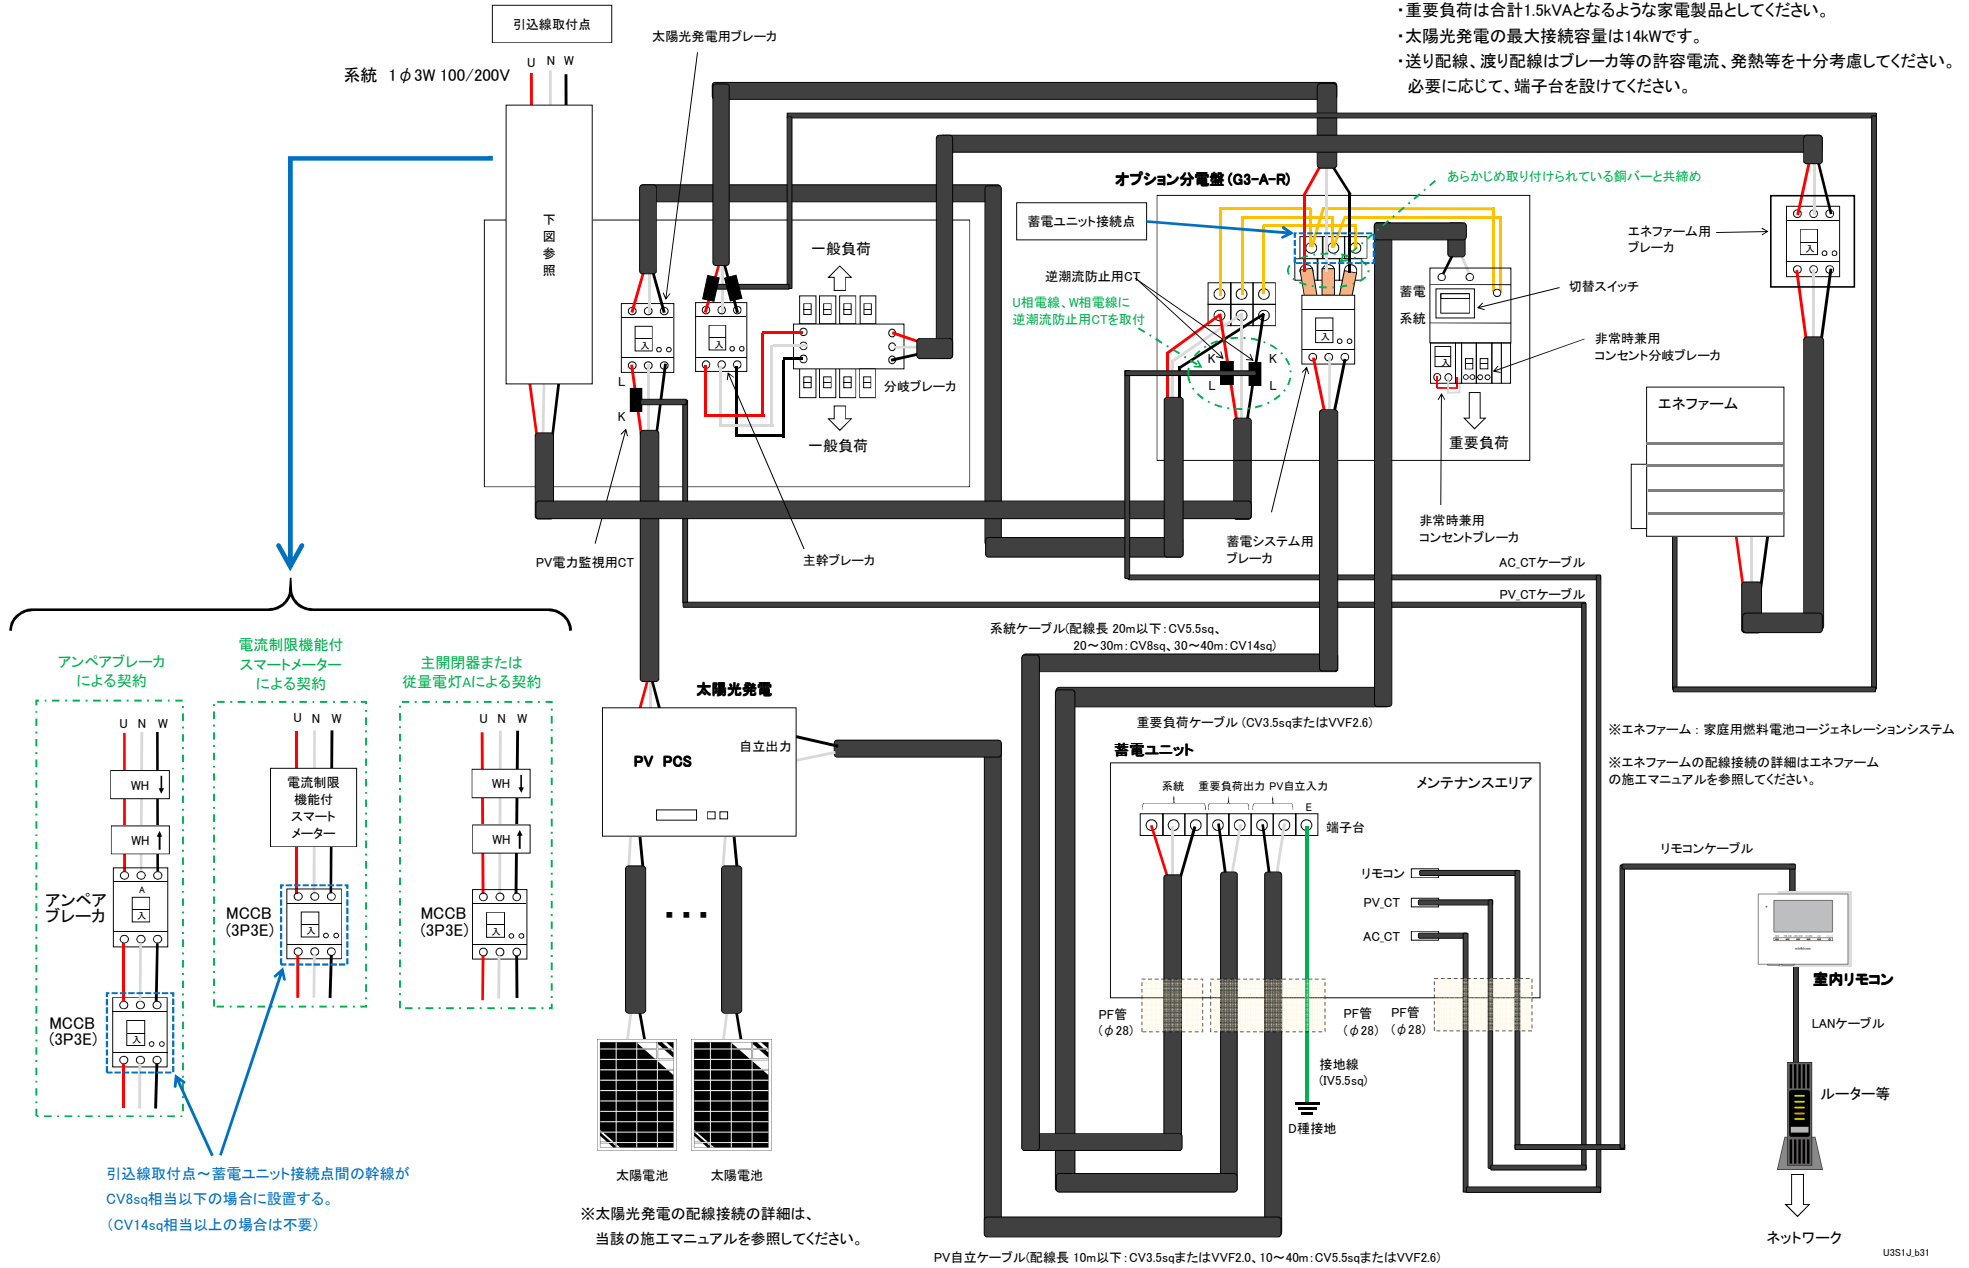 ・重要負荷は合計1.5kVAとなるような家電製品としてください。
・太陽光発電の最大接続容量は14kWです。
・送り配線、渡り配線はブレーカ等の許容電流、発熱等を十分考慮してください。
必要に応じて、端子台を設けてください。
引込線取付点
系統 1φ3W 100/200V
U N W
太陽光発電用ブレーカ
下図参照
一般負荷
分岐ブレーカ
一般負荷
入
入
L
K
PV電力監視用CT
主幹ブレーカ
オプション分電盤(G3-A-R)
あらかじめ取り付けられている銅バーと共締め
蓄電ユニット接続点
逆潮流防止用CT
U相電線、W相電線に
逆潮流防止用CTを取付
K K
L L
入
蓄電
系統
入
切替スイッチ
非常時兼用
コンセント分岐ブレーカ
重要負荷
蓄電システム用
ブレーカ
非常時兼用
コンセントブレーカ
エネファーム用
ブレーカ
入
エネファーム
AC_CTケーブル
PV_CTケーブル
系統ケーブル(配線長 20m以下:CV5.5sq、
20～30m:CV8sq、30～40m:CV14sq)
重要負荷ケーブル (CV3.5sqまたはVVF2.6)
アンペアブレーカ
による契約
U N W
WH
WH
A
入
アンペア
ブレーカ
MCCB
(3P3E)
入
電流制限機能付
スマートメーター
による契約
U N W
電流制限
機能付
スマート
メーター
MCCB
(3P3E)
入
主開閉器または
従量電灯Aによる契約
U N W
WH
WH
MCCB
(3P3E)
入
引込線取付点～蓄電ユニット接続点間の幹線が
CV8sq相当以下の場合に設置する。
(CV14sq相当以上の場合は不要)
太陽光発電
PV PCS
自立出力
太陽電池
太陽電池
※太陽光発電の配線接続の詳細は、
当該の施工マニュアルを参照してください。
蓄電ユニット
メンテナンスエリア
系統 重要負荷出力 PV自立入力
E
端子台
リモコン
PV_CT
AC_CT
PF管
(φ28)
PF管
(φ28)
PF管
(φ28)
接地線
(IV5.5sq)
D種接地
PV自立ケーブル(配線長 10m以下:CV3.5sqまたはVVF2.0、10～40m:CV5.5sqまたはVVF2.6)
※エネファーム : 家庭用燃料電池コージェネレーションシステム
※エネファームの配線接続の詳細はエネファーム
の施工マニュアルを参照してください。
リモコンケーブル
室内リモコン
LANケーブル
ルーター等
ネットワーク
U3S1J_b31